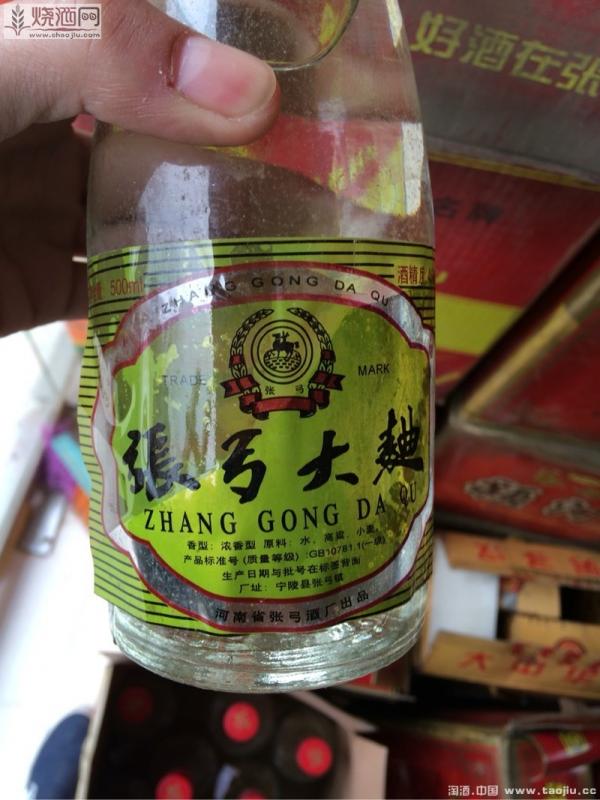 烧酒网
www.shaojiu.com
好酒在张
名牌
500ml
酒精度
ZHANG GONG DA QU
TRADE MARK
张弓
張弓大麯
ZHANG GONG DA QU
香型：浓香型 原料：水、高粱、小麦
产品标准号（质量等级）：GB10781.1(一级)
生产日期与批号在标签背面
厂址：宁陵县张弓镇
河南省张弓酒厂出品
淘酒.中国 www.taojiu.cc